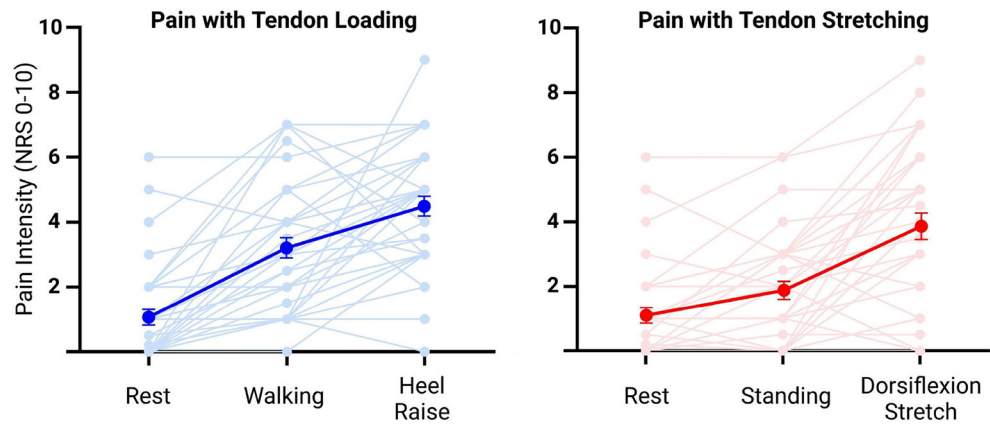 Pain with Tendon Loading
Pain Intensity (NRS 0-10)
10
8
6
4
2
Rest
Walking
Heel
Raise
Pain with Tendon Stretching
10
8
6
4
2
Rest
Standing
Dorsiflexion
Stretch